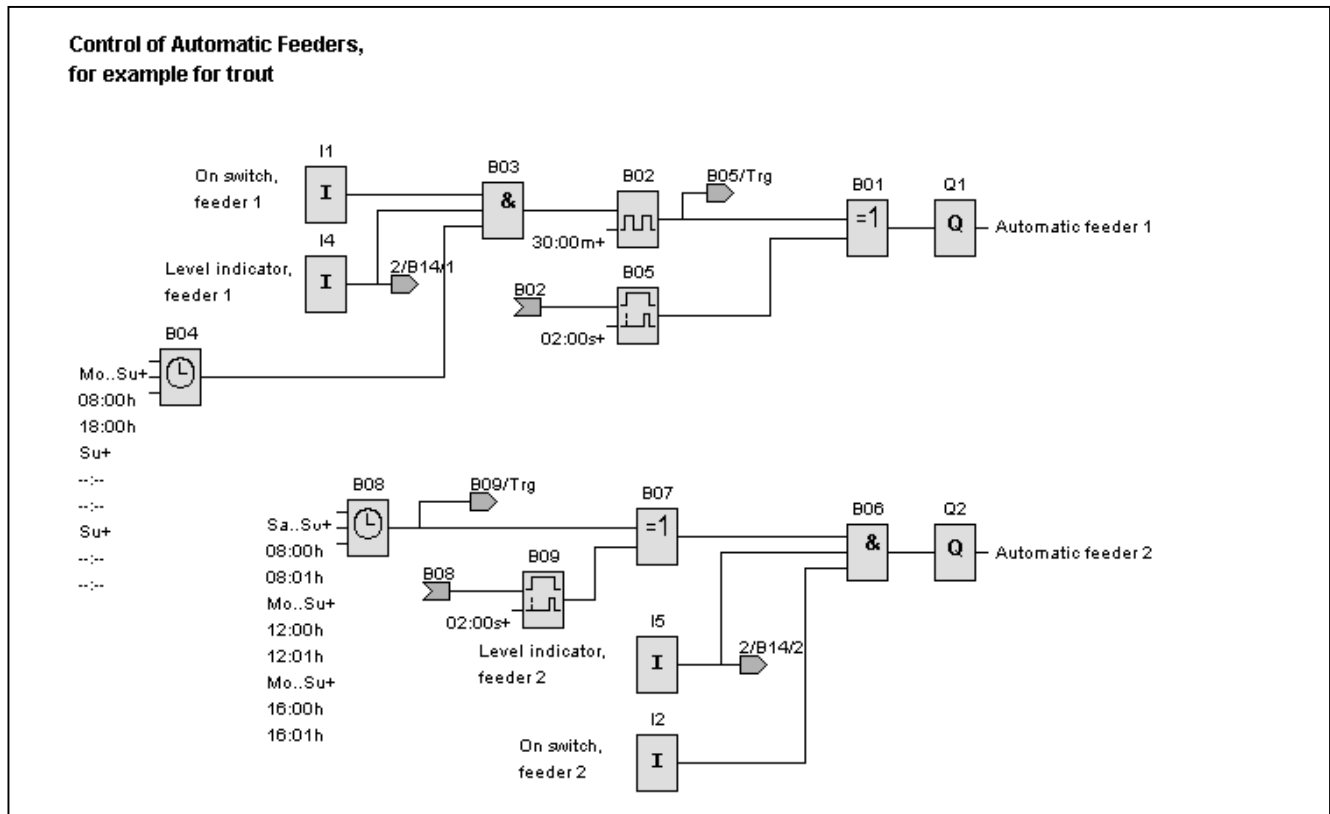 Control of Automatic Feeders,
for example for trout
I1
On switch,
feeder 1
I
I4
Level indicator,
feeder 1
I
2/B14/1
B03
&
B02
30:00m+
B05/Trg
B02
B05
02:00s+
B01
=1
Q1
Q
Automatic feeder 1
B04
Mo..Su+
08:00h
18:00h
Su+
--:--
--:--
Su+
--:--
--:--
B08
Sa..Su+
08:00h
08:01h
Mo..Su+
12:00h
12:01h
Mo..Su+
16:00h
16:01h
B09/Trg
B08
B09
02:00s+
B07
=1
B06
&
Q2
Q
Automatic feeder 2
I5
Level indicator,
feeder 2
I
2/B14/2
I2
On switch,
feeder 2
I